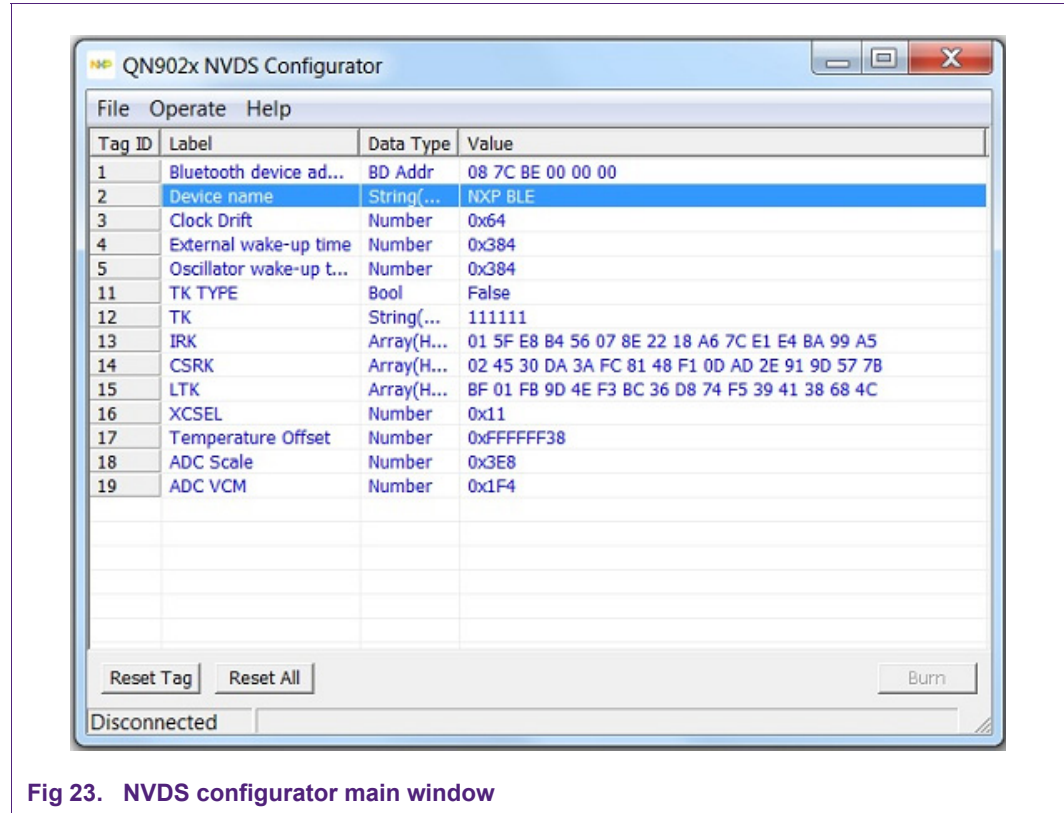 NXP QN902x NVDS Configurator
File Operate Help
Tag ID Label Data Type Value
1 Bluetooth device ad... BD Addr 08 7C BE 00 00 00
2 Device name String(... NXP BLE
3 Clock Drift Number 0x64
4 External wake-up time Number 0x384
5 Oscillator wake-up t... Number 0x384
11 TK TYPE Bool False
12 TK String(... 111111
13 IRK Array(H... 01 5F E8 B4 56 07 8E 22 18 A6 7C E1 E4 BA 99 A5
14 CSRK Array(H... 02 45 30 DA 3A FC 81 48 F1 0D AD 2E 91 9D 57 7B
15 LTK Array(H... BF 01 FB 9D 4E F3 BC 36 D8 74 F5 39 41 38 68 4C
16 XCSEL Number 0x11
17 Temperature Offset Number 0xFFFFFF38
18 ADC Scale Number 0x3E8
19 ADC VCM Number 0x1F4
Reset Tag Reset All Burn
Disconnected
Fig 23. NVDS configurator main window